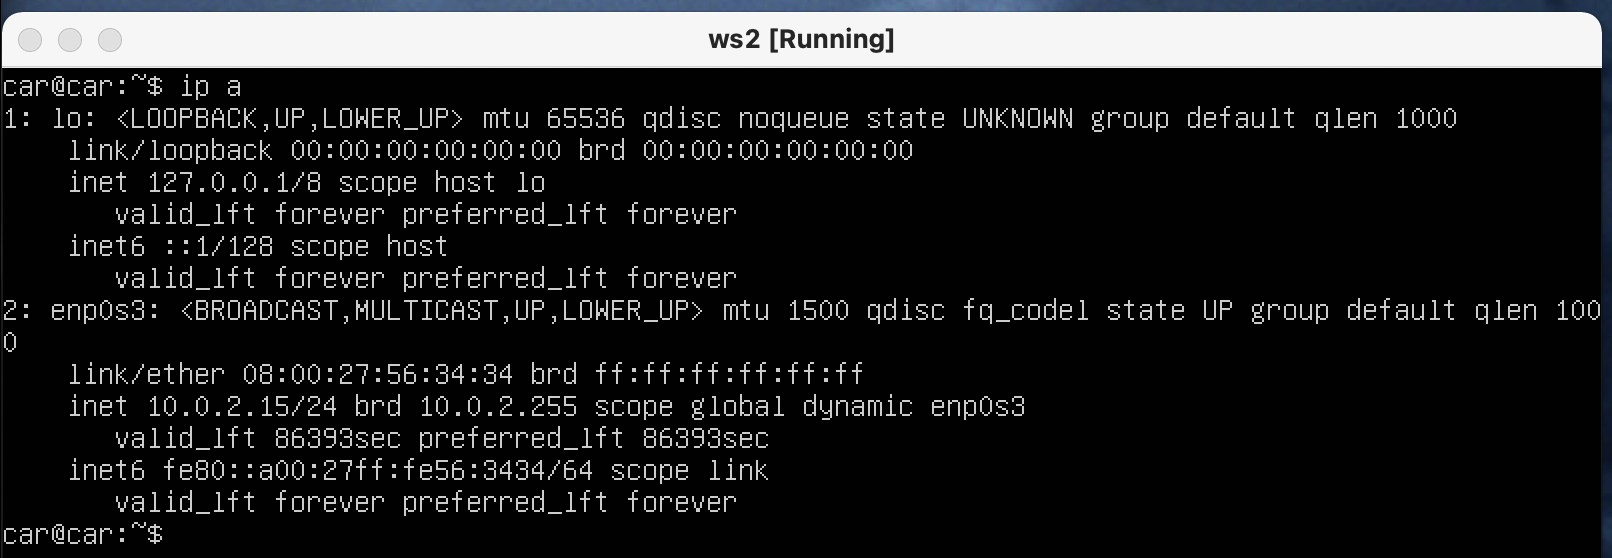 ws2 [Running]
car@car:~$ ip a
1: lo: <LOOPBACK,UP,LOWER_UP> mtu 65536 qdisc noqueue state UNKNOWN group default qlen 1000
    link/loopback 00:00:00:00:00:00 brd 00:00:00:00:00:00
    inet 127.0.0.1/8 scope host lo
       valid_lft forever preferred_lft forever
    inet6 ::1/128 scope host
       valid_lft forever preferred_lft forever
2: enp0s3: <BROADCAST,MULTICAST,UP,LOWER_UP> mtu 1500 qdisc fq_codel state UP group default qlen 100
0
    link/ether 08:00:27:56:34:34 brd ff:ff:ff:ff:ff:ff
    inet 10.0.2.15/24 brd 10.0.2.255 scope global dynamic enp0s3
       valid_lft 86393sec preferred_lft 86393sec
    inet6 fe80::a00:27ff:fe56:3434/64 scope link
       valid_lft forever preferred_lft forever
car@car:~$